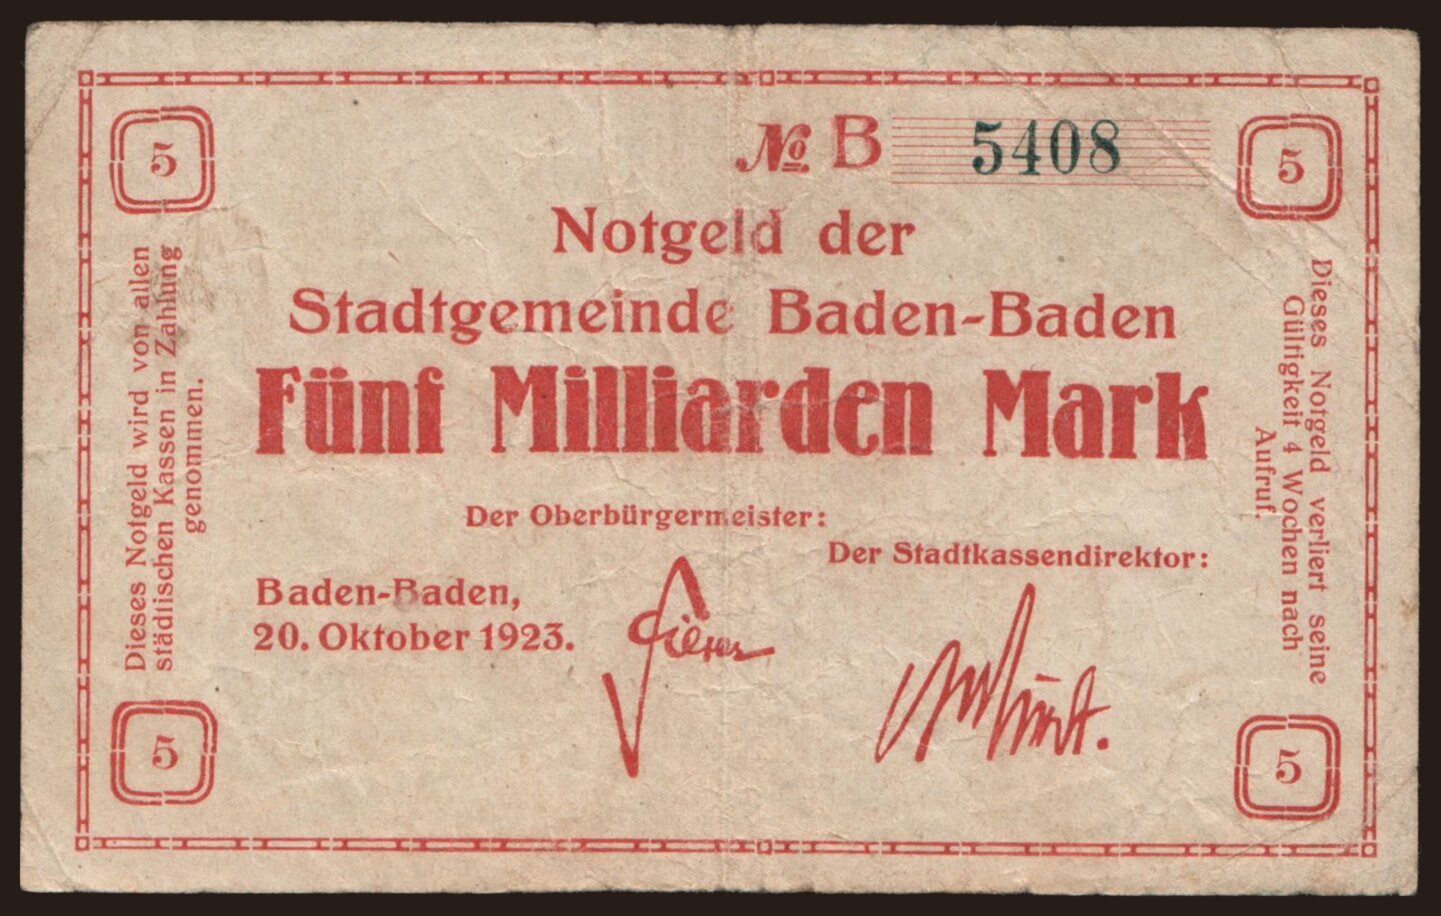 5
5
№ B 5408
Notgeld der
Stadtgemeinde Baden-Baden
Fünf Milliarden Mark
Der Oberbürgermeister:
Der Stadtkassendirektor:
Baden-Baden,
20. Oktober 1923.
Dieses Notgeld wird von allen
städtischen Kassen in Zahlung
genommen.
Dieses Notgeld verliert seine
Gültigkeit 4 Wochen nach
Aufruf.
5
5